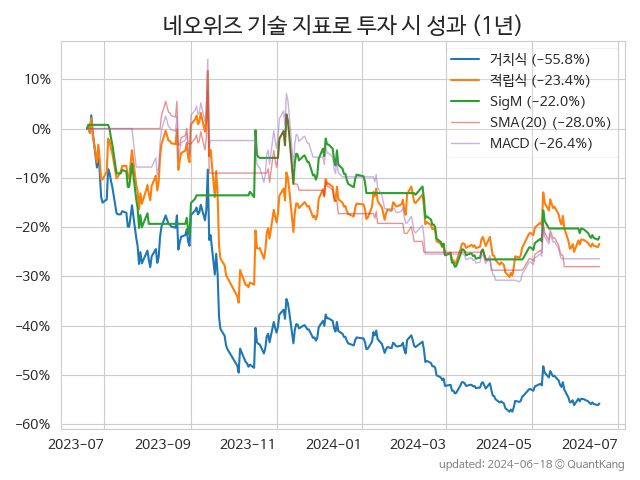 네오위즈 기술 지표로 투자 시 성과 (1년)
거치식 (−55.8%)
적립식 (−23.4%)
SigM (−22.0%)
SMA(20) (−28.0%)
MACD (−26.4%)
10%
0%
−10%
−20%
−30%
−40%
−50%
−60%
2023−07 2023−09 2023−11 2024−01 2024−03 2024−05 2024−07
updated: 2024−06−18 © QuantKang